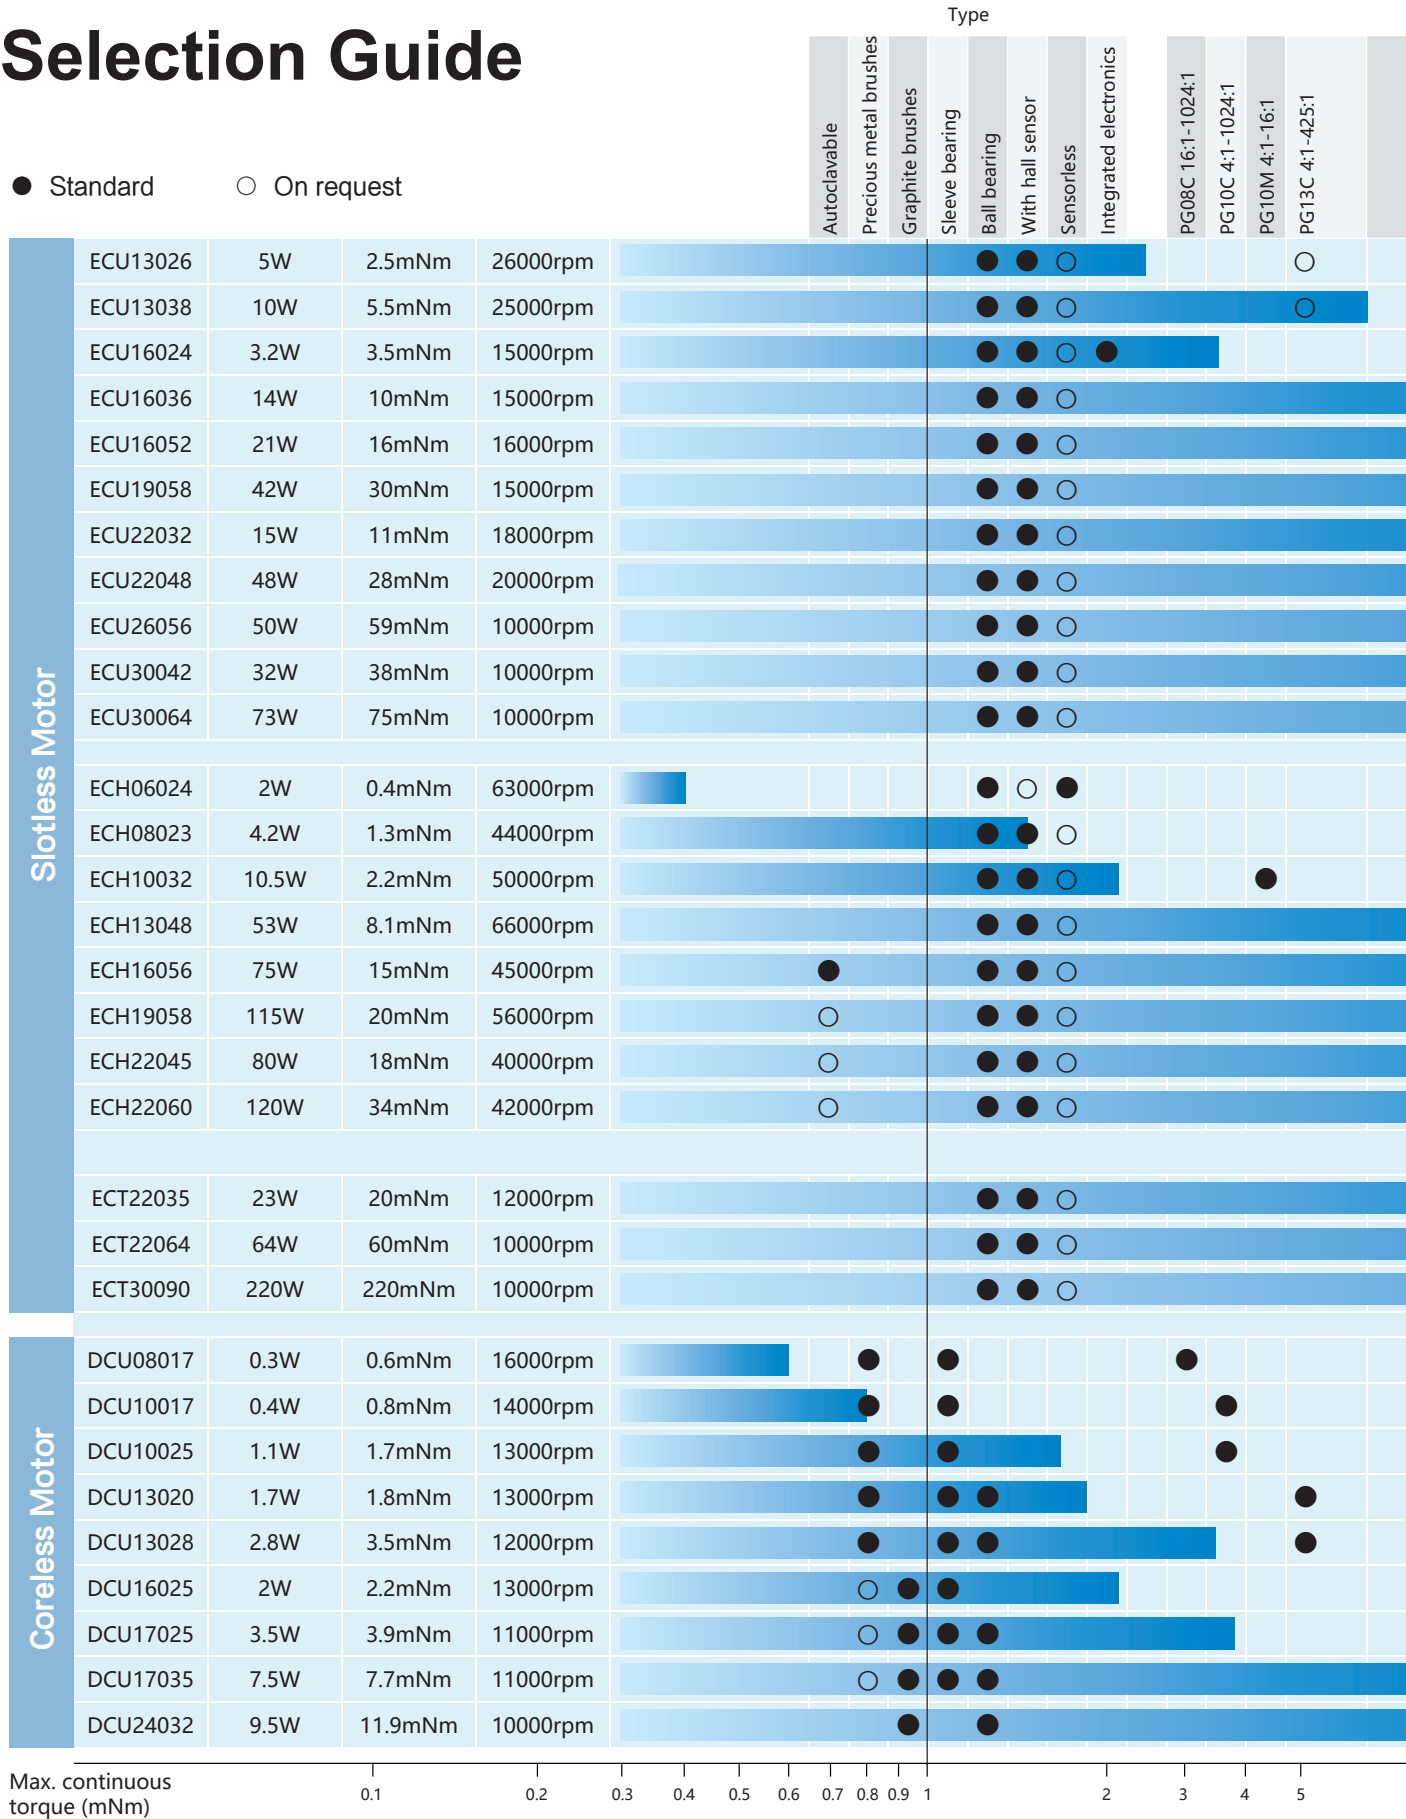 Type
Selection Guide
● Standard ○ On request
Autoclavable
Precious metal brushes
Graphite brushes
Sleeve bearing
Ball bearing
With hall sensor
Sensorless
Integrated electronics
PG08C 16:1-1024:1
PG10C 4:1-1024:1
PG10M 4:1-16:1
PG13C 4:1-425:1
Slotless Motor
ECU13026 5W 2.5mNm 26000rpm
ECU13038 10W 5.5mNm 25000rpm
ECU16024 3.2W 3.5mNm 15000rpm
ECU16036 14W 10mNm 15000rpm
ECU16052 21W 16mNm 16000rpm
ECU19058 42W 30mNm 15000rpm
ECU22032 15W 11mNm 18000rpm
ECU22048 48W 28mNm 20000rpm
ECU26056 50W 59mNm 10000rpm
ECU30042 32W 38mNm 10000rpm
ECU30064 73W 75mNm 10000rpm
ECH06024 2W 0.4mNm 63000rpm
ECH08023 4.2W 1.3mNm 44000rpm
ECH10032 10.5W 2.2mNm 50000rpm
ECH13048 53W 8.1mNm 66000rpm
ECH16056 75W 15mNm 45000rpm
ECH19058 115W 20mNm 56000rpm
ECH22045 80W 18mNm 40000rpm
ECH22060 120W 34mNm 42000rpm
ECT22035 23W 20mNm 12000rpm
ECT22064 64W 60mNm 10000rpm
ECT30090 220W 220mNm 10000rpm
Coreless Motor
DCU08017 0.3W 0.6mNm 16000rpm
DCU10017 0.4W 0.8mNm 14000rpm
DCU10025 1.1W 1.7mNm 13000rpm
DCU13020 1.7W 1.8mNm 13000rpm
DCU13028 2.8W 3.5mNm 12000rpm
DCU16025 2W 2.2mNm 13000rpm
DCU17025 3.5W 3.9mNm 11000rpm
DCU17035 7.5W 7.7mNm 11000rpm
DCU24032 9.5W 11.9mNm 10000rpm
Max. continuous
torque (mNm)
0.1 0.2 0.3 0.4 0.5 0.6 0.7 0.8 0.9 1 2 3 4 5